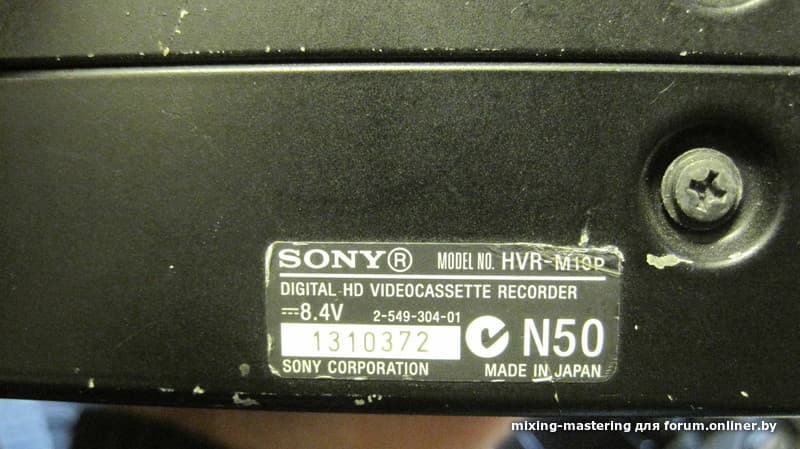 SONY® MODEL NO. HVR-M10P
DIGITAL HD VIDEOCASSETTE RECORDER
⎓8.4V 2-549-304-01
1310372 N50
SONY CORPORATION MADE IN JAPAN
mixing-mastering для forum.onliner.by